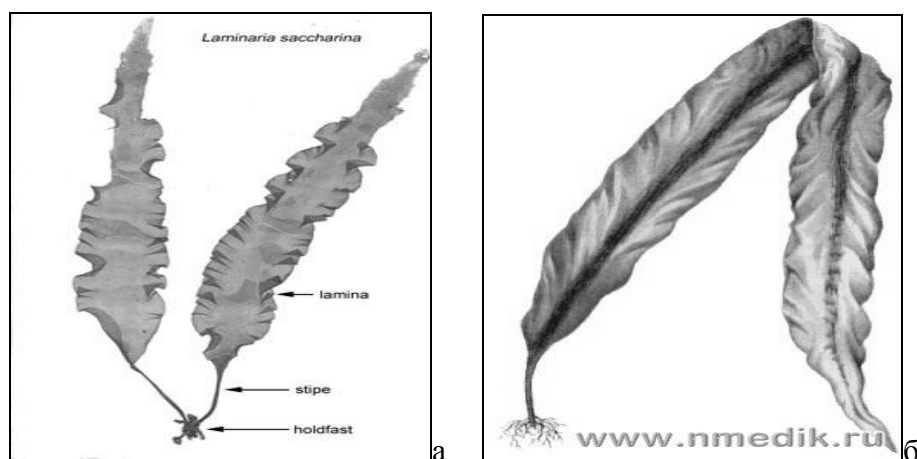 Laminaria saccharina
lamina
stipe
holdfast
а
www.nmedik.ru
б